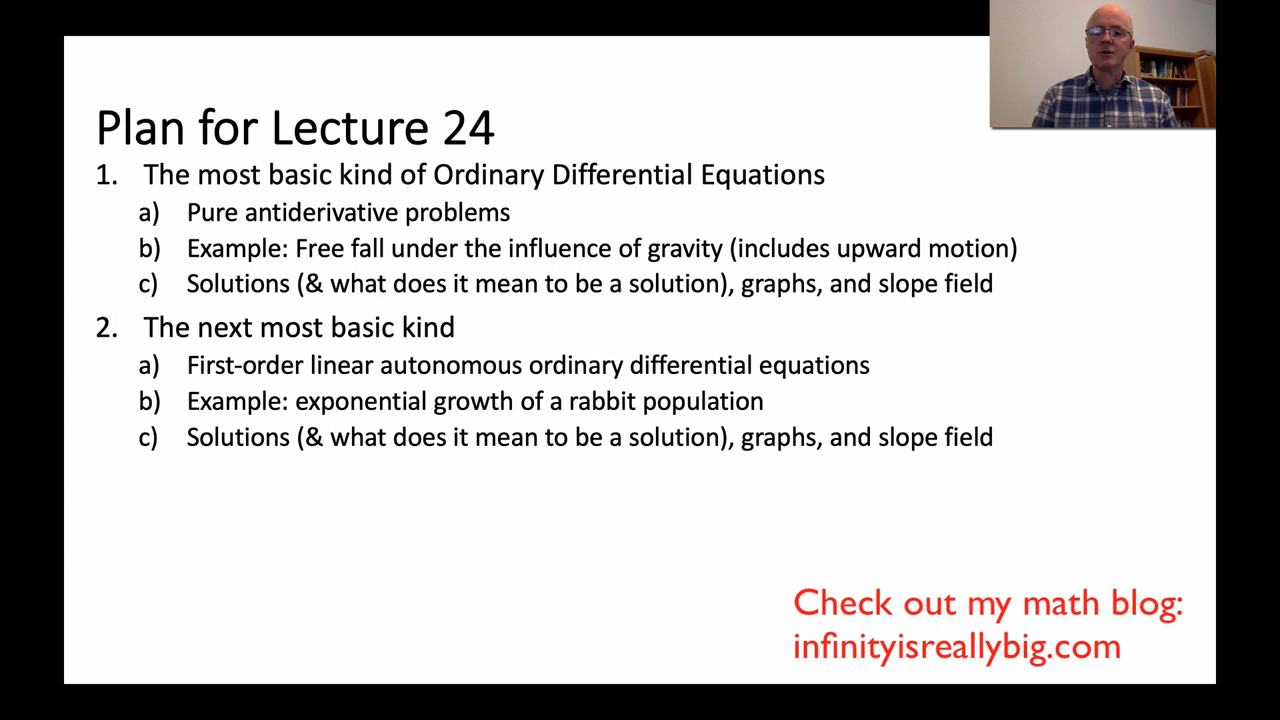 Plan for Lecture 24
1. The most basic kind of Ordinary Differential Equations
a) Pure antiderivative problems
b) Example: Free fall under the influence of gravity (includes upward motion)
c) Solutions (& what does it mean to be a solution), graphs, and slope field
2. The next most basic kind
a) First-order linear autonomous ordinary differential equations
b) Example: exponential growth of a rabbit population
c) Solutions (& what does it mean to be a solution), graphs, and slope field
Check out my math blog:
infinityisreallybig.com